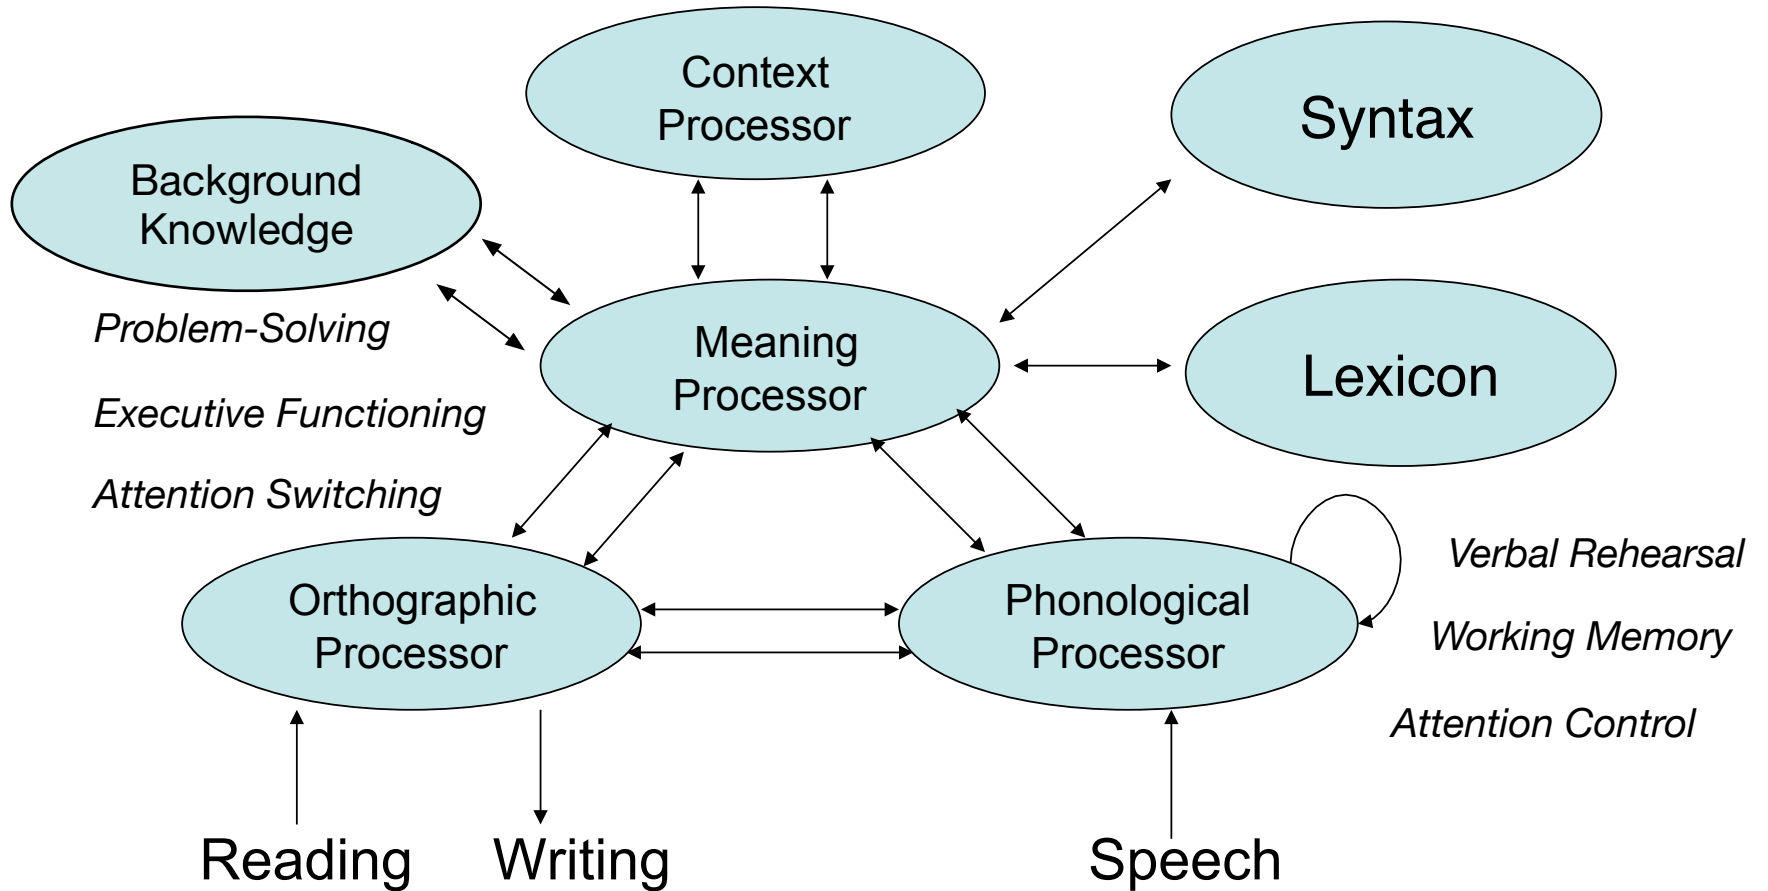 Context
Processor
Syntax
Background
Knowledge
Problem-Solving
Meaning
Processor
Lexicon
Executive Functioning
Attention Switching
Orthographic
Processor
Phonological
Processor
Verbal Rehearsal
Working Memory
Attention Control
Reading
Writing
Speech